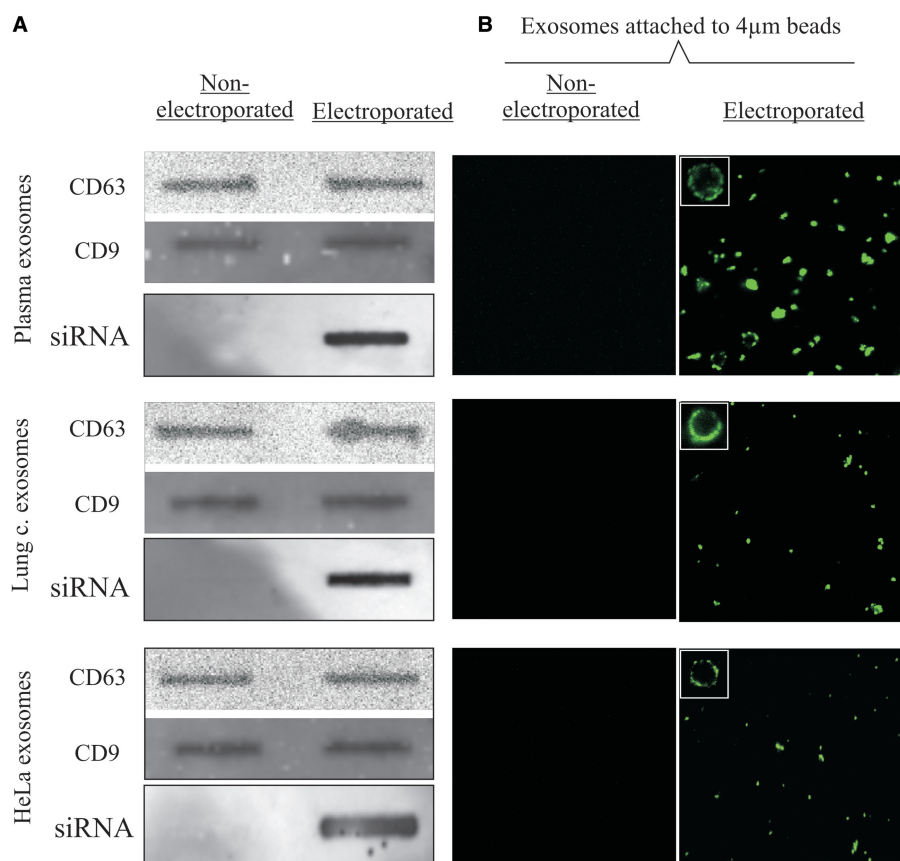 A
B
Exosomes attached to 4µm beads
Non-
electroporated
Electroporated
Non-
electroporated
Electroporated
Plasma exosomes
CD63
CD9
siRNA
Lung c. exosomes
CD63
CD9
siRNA
HeLa exosomes
CD63
CD9
siRNA